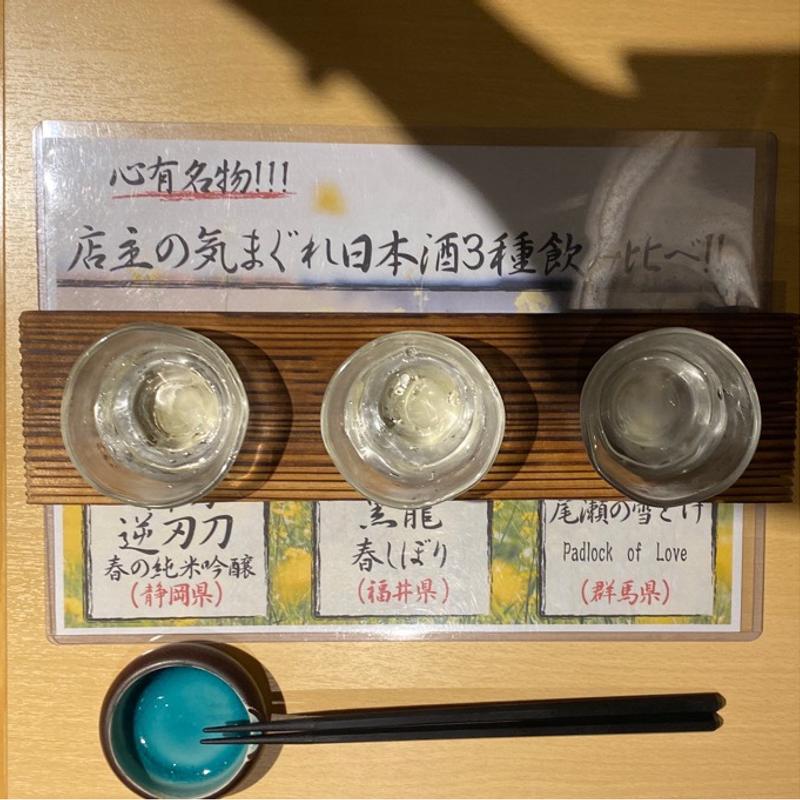 心有名物!!!
店主の気まぐれ日本酒3種飲み比べ!!
逆刃刀
春の純米吟醸
(静岡県)
黒龍
春しぼり
(福井県)
尾瀬の雪どけ
Padlock of Love
(群馬県)